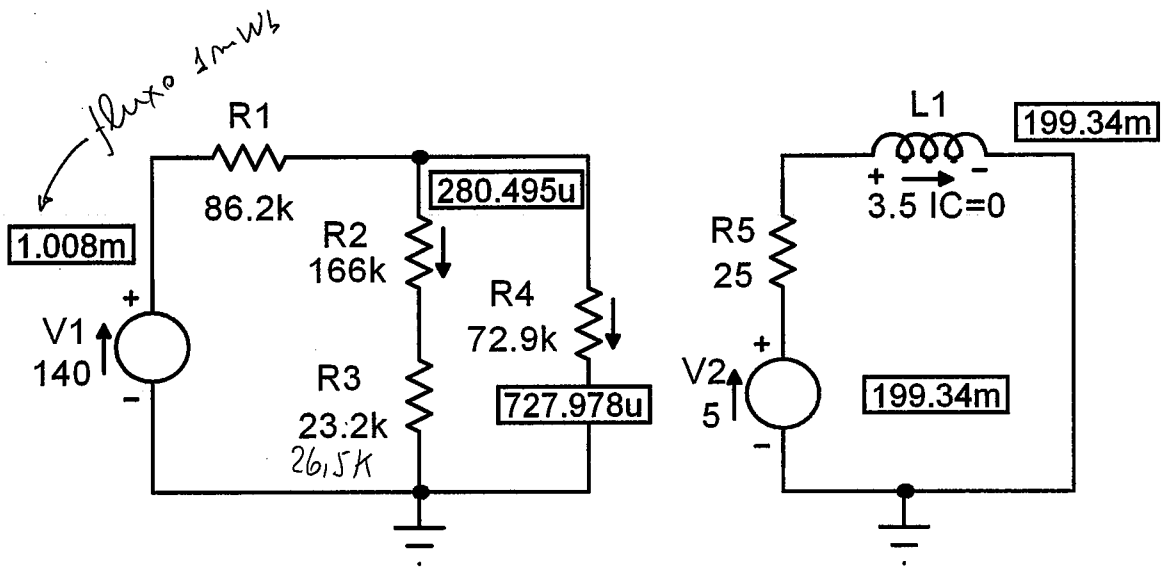 fluxo 1mWb
R1
86.2k
1.008m
280.495u
R2
166k
R4
72.9k
+
V1
140
-
R3
23.2k
26,5K
727.978u
L1
199.34m
+ -
3.5 IC=0
R5
25
+
V2
5
-
199.34m